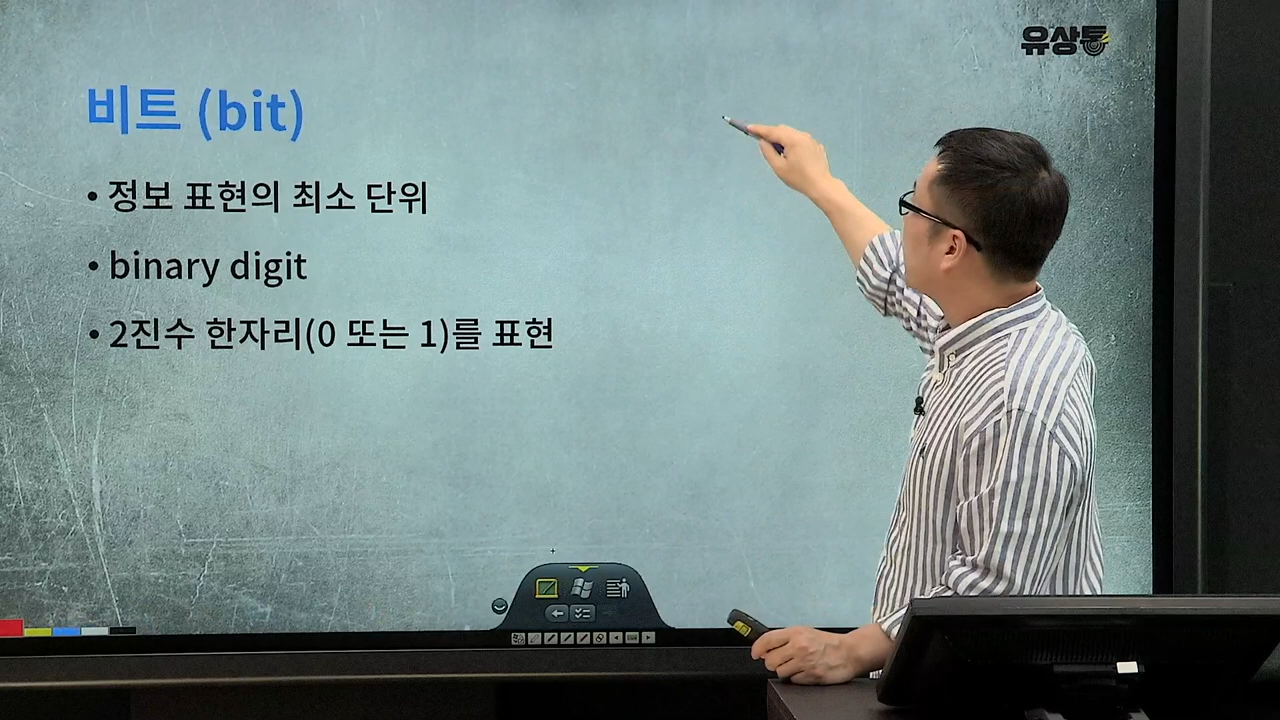 유상통
비트 (bit)
• 정보 표현의 최소 단위
• binary digit
• 2진수 한자리(0 또는 1)를 표현